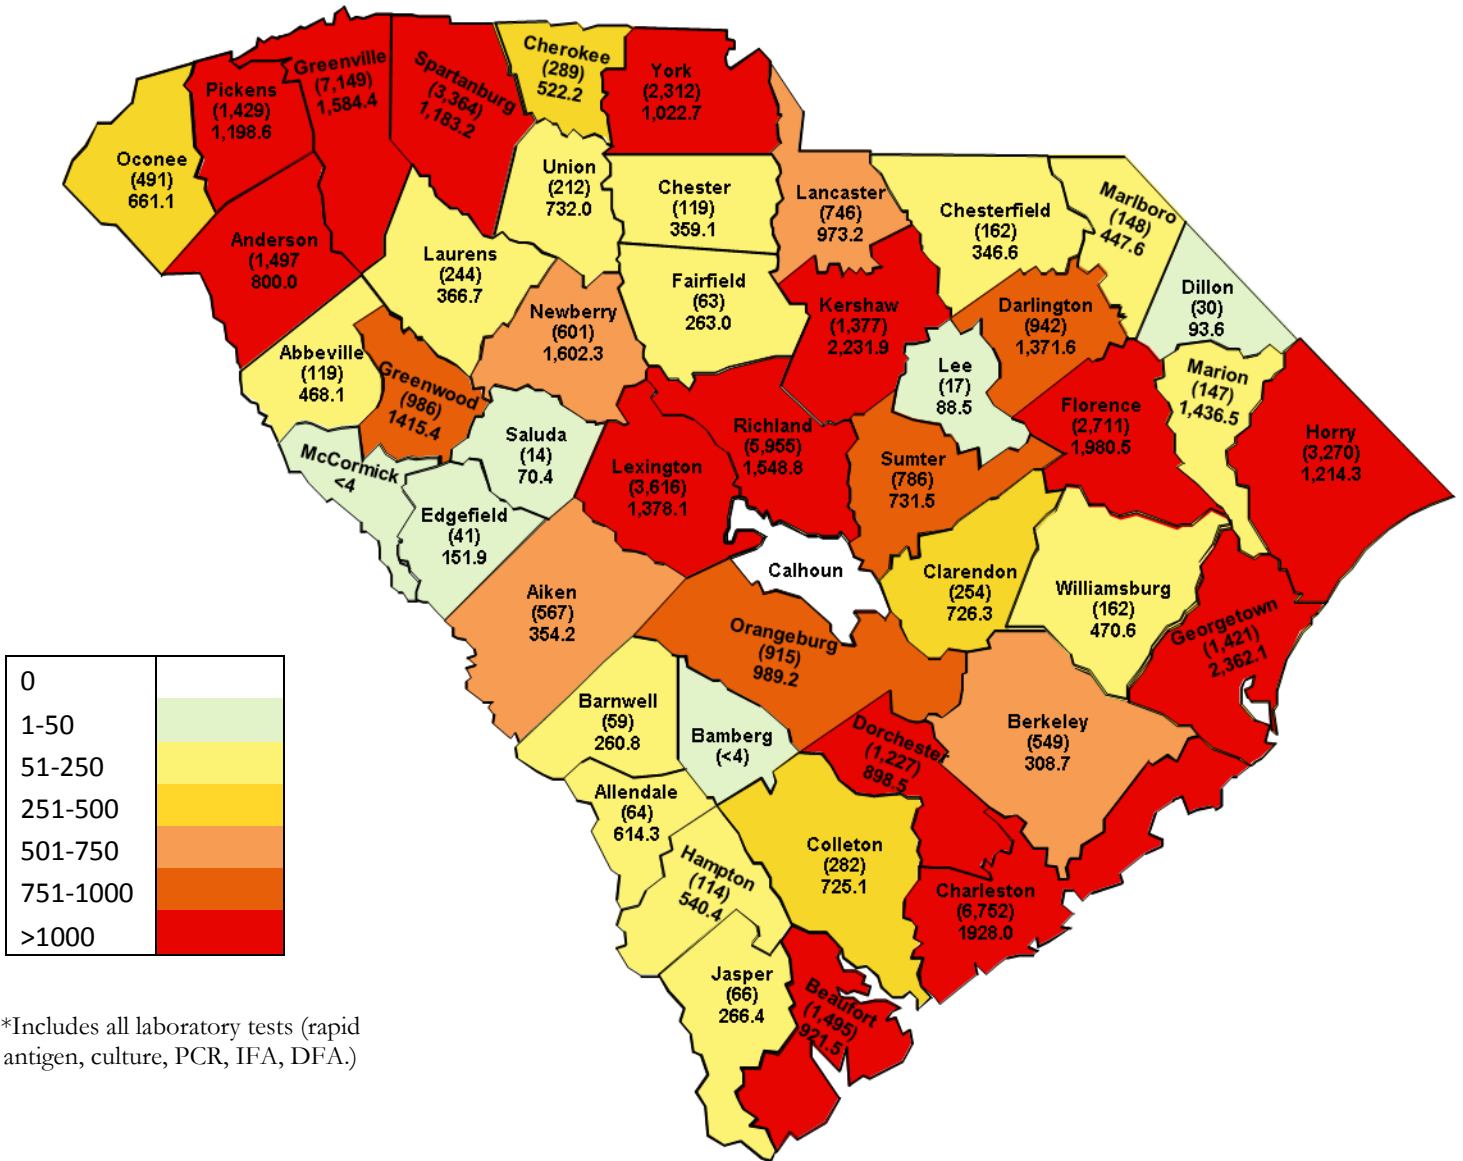 Cherokee
(289)
522.2
York
(2,312)
1,022.7
Greenville
(7,149)
1,584.4
Spartanburg
(3,364)
1,183.2
Pickens
(1,429)
1,198.6
Oconee
(491)
661.1
Union
(212)
732.0
Chester
(119)
359.1
Lancaster
(746)
973.2
Chesterfield
(162)
346.6
Marlboro
(148)
447.6
Anderson
(1,497
800.0
Laurens
(244)
366.7
Fairfield
(63)
263.0
Dillon
(30)
93.6
Newberry
(601)
1,602.3
Kershaw
(1,377)
2,231.9
Darlington
(942)
1,371.6
Abbeville
(119)
468.1
Greenwood
(986)
1415.4
Lee
(17)
88.5
Marion
(147)
1,436.5
Florence
(2,711)
1,980.5
Saluda
(14)
70.4
Richland
(5,955)
1,548.8
Horry
(3,270)
1,214.3
McCormick
<4
Lexington
(3,616)
1,378.1
Sumter
(786)
731.5
Edgefield
(41)
151.9
Calhoun
Clarendon
(254)
726.3
Williamsburg
(162)
470.6
Aiken
(567)
354.2
Georgetown
(1,421)
2,362.1
Orangeburg
(915)
989.2
Barnwell
(59)
260.8
Bamberg
(<4)
Dorchester
(1,227)
898.5
Berkeley
(549)
308.7
Allendale
(64)
614.3
Hampton
(114)
540.4
Colleton
(282)
725.1
Charleston
(6,752)
1928.0
Jasper
(66)
266.4
Beaufort
(1,495)
921.5
0
1-50
51-250
251-500
501-750
751-1000
>1000
*Includes all laboratory tests (rapid
antigen, culture, PCR, IFA, DFA.)